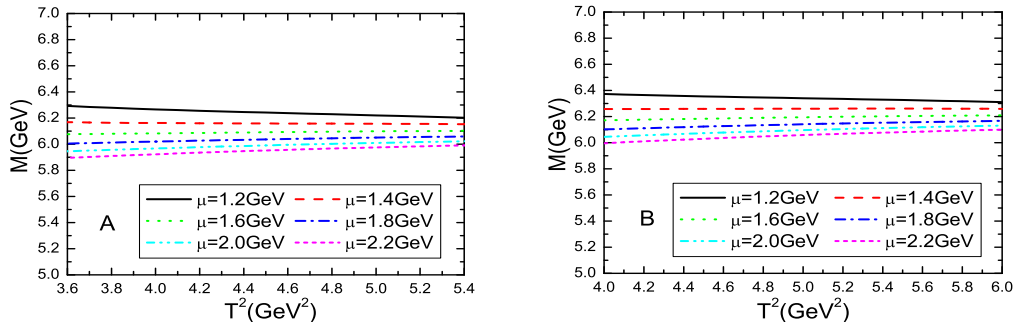 7.0
6.8
6.6
6.4
6.2
6.0
5.8
5.6
5.4
5.2
5.0
M(GeV)
A
μ=1.2GeV μ=1.4GeV
μ=1.6GeV μ=1.8GeV
μ=2.0GeV μ=2.2GeV
3.6 3.8 4.0 4.2 4.4 4.6 4.8 5.0 5.2 5.4
T²(GeV²)
7.0
6.8
6.6
6.4
6.2
6.0
5.8
5.6
5.4
5.2
5.0
M(GeV)
B
μ=1.2GeV μ=1.4GeV
μ=1.6GeV μ=1.8GeV
μ=2.0GeV μ=2.2GeV
4.0 4.2 4.4 4.6 4.8 5.0 5.2 5.4 5.6 5.8 6.0
T²(GeV²)